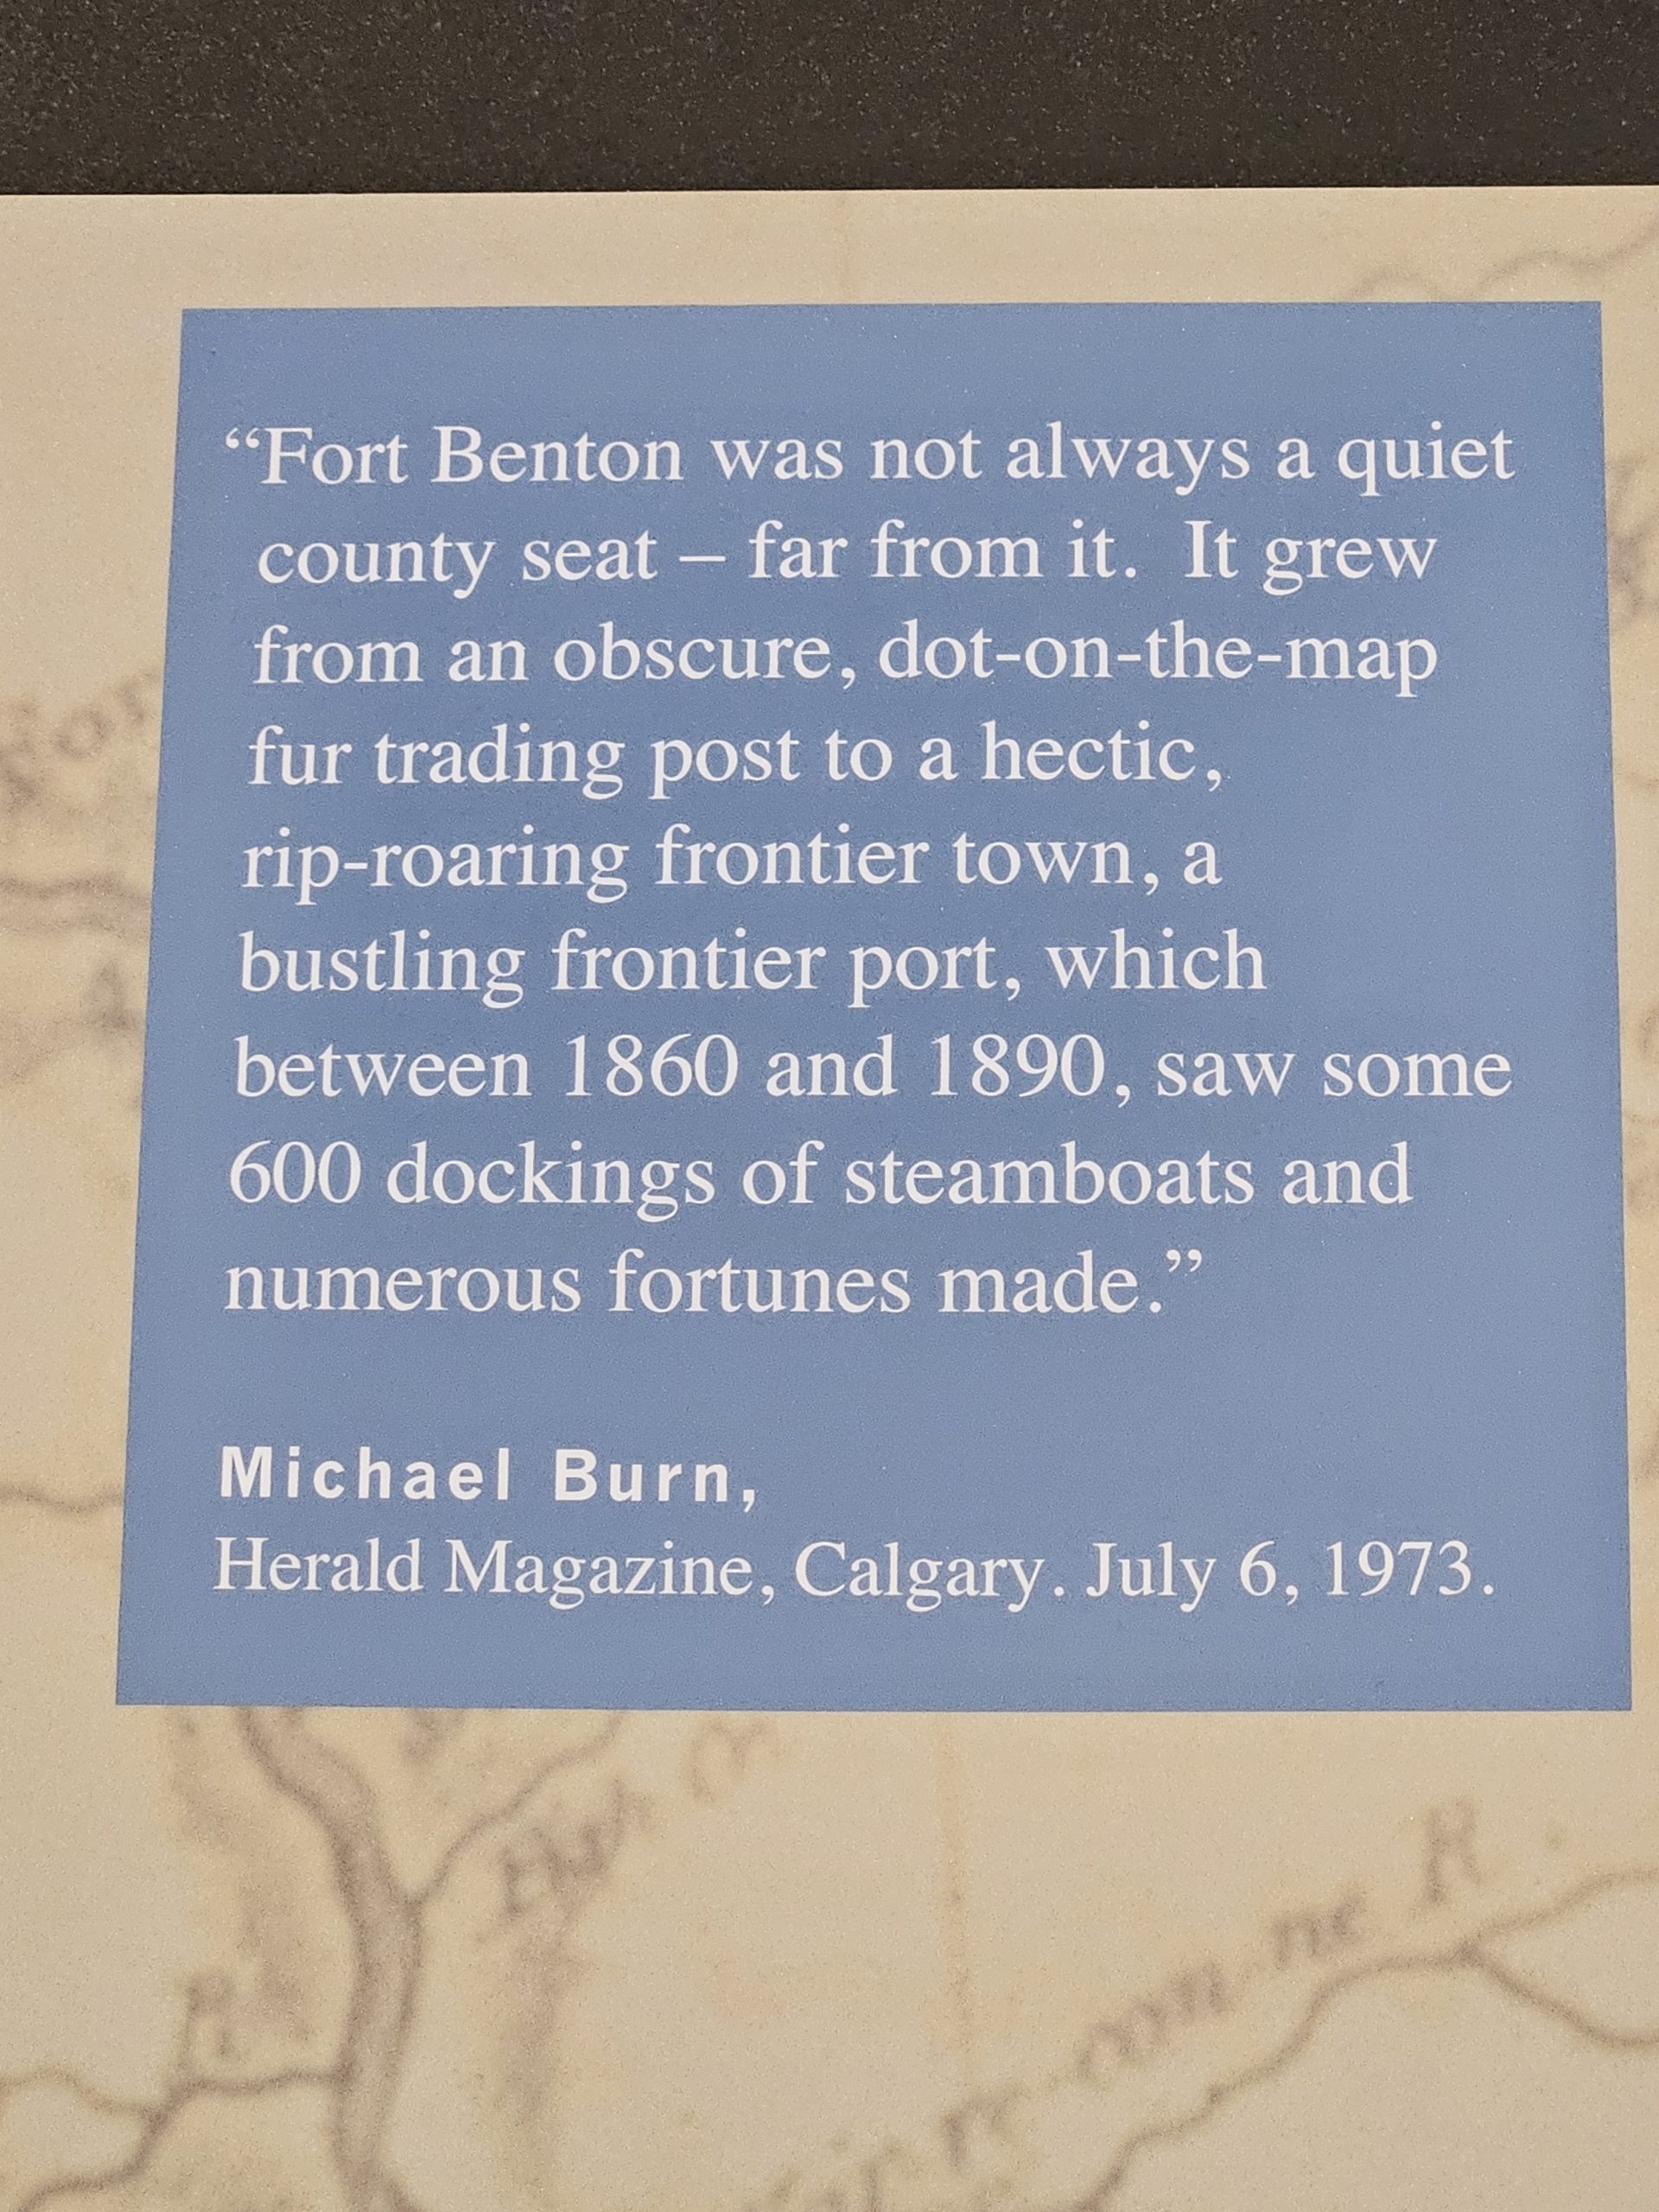 “Fort Benton was not always a quiet
county seat – far from it.  It grew
from an obscure, dot-on-the-map
fur trading post to a hectic,
rip-roaring frontier town, a
bustling frontier port, which
between 1860 and 1890, saw some
600 dockings of steamboats and
numerous fortunes made.”
Michael Burn,
Herald Magazine, Calgary. July 6, 1973.